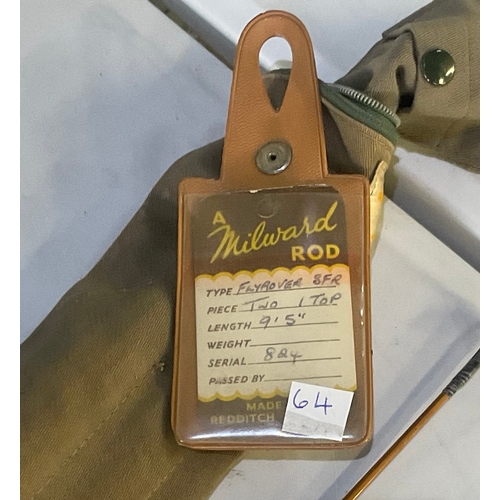 A
Milward
ROD
TYPE FLYROVER SFR
PIECE TWO 1 TOP
LENGTH 9'5"
WEIGHT
SERIAL 824
PASSED BY
MADE
REDDITCH
64